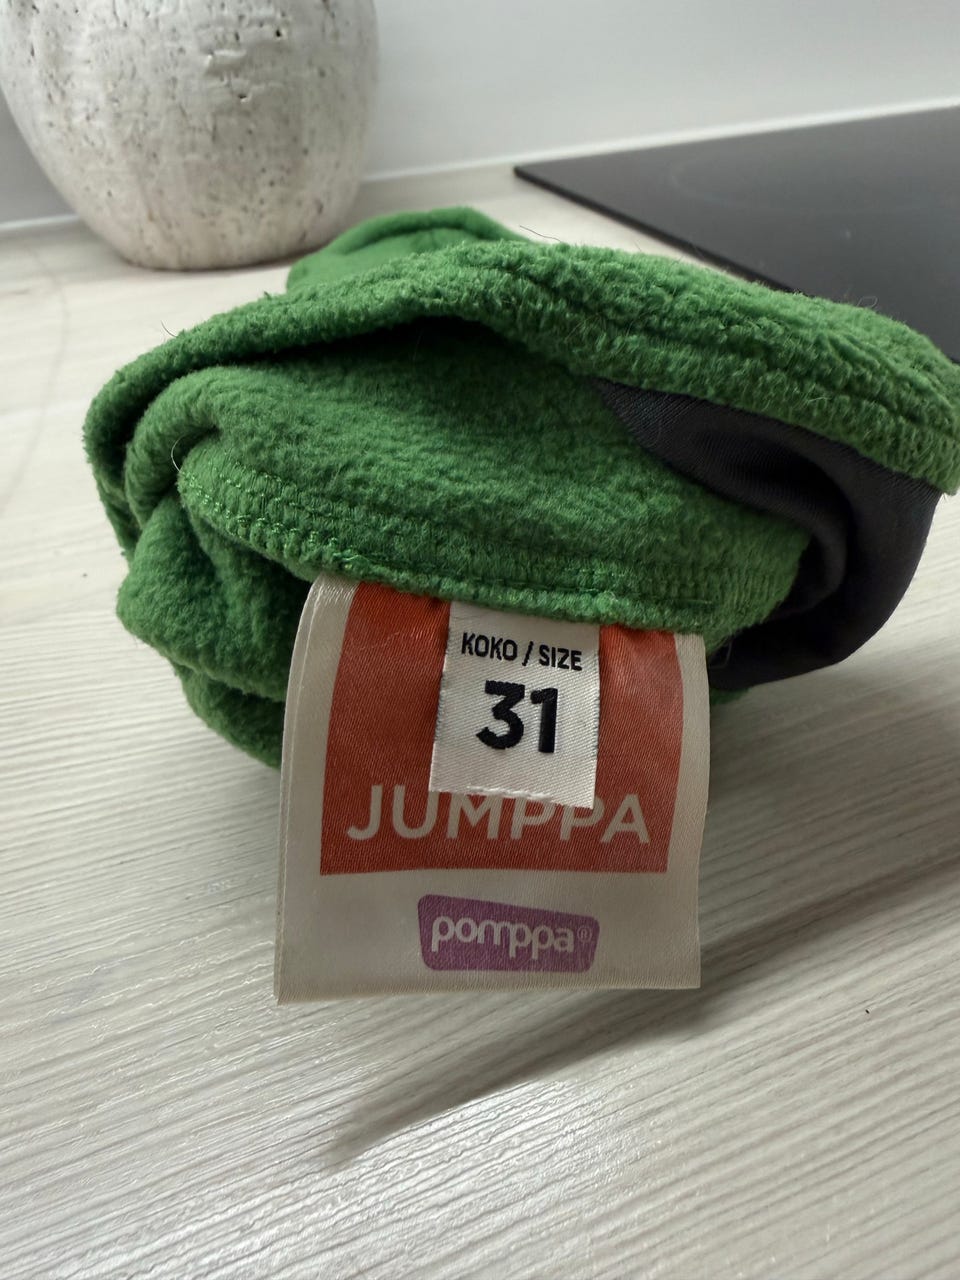 KOKO / SIZE
31
JUMPPA
pomppa®